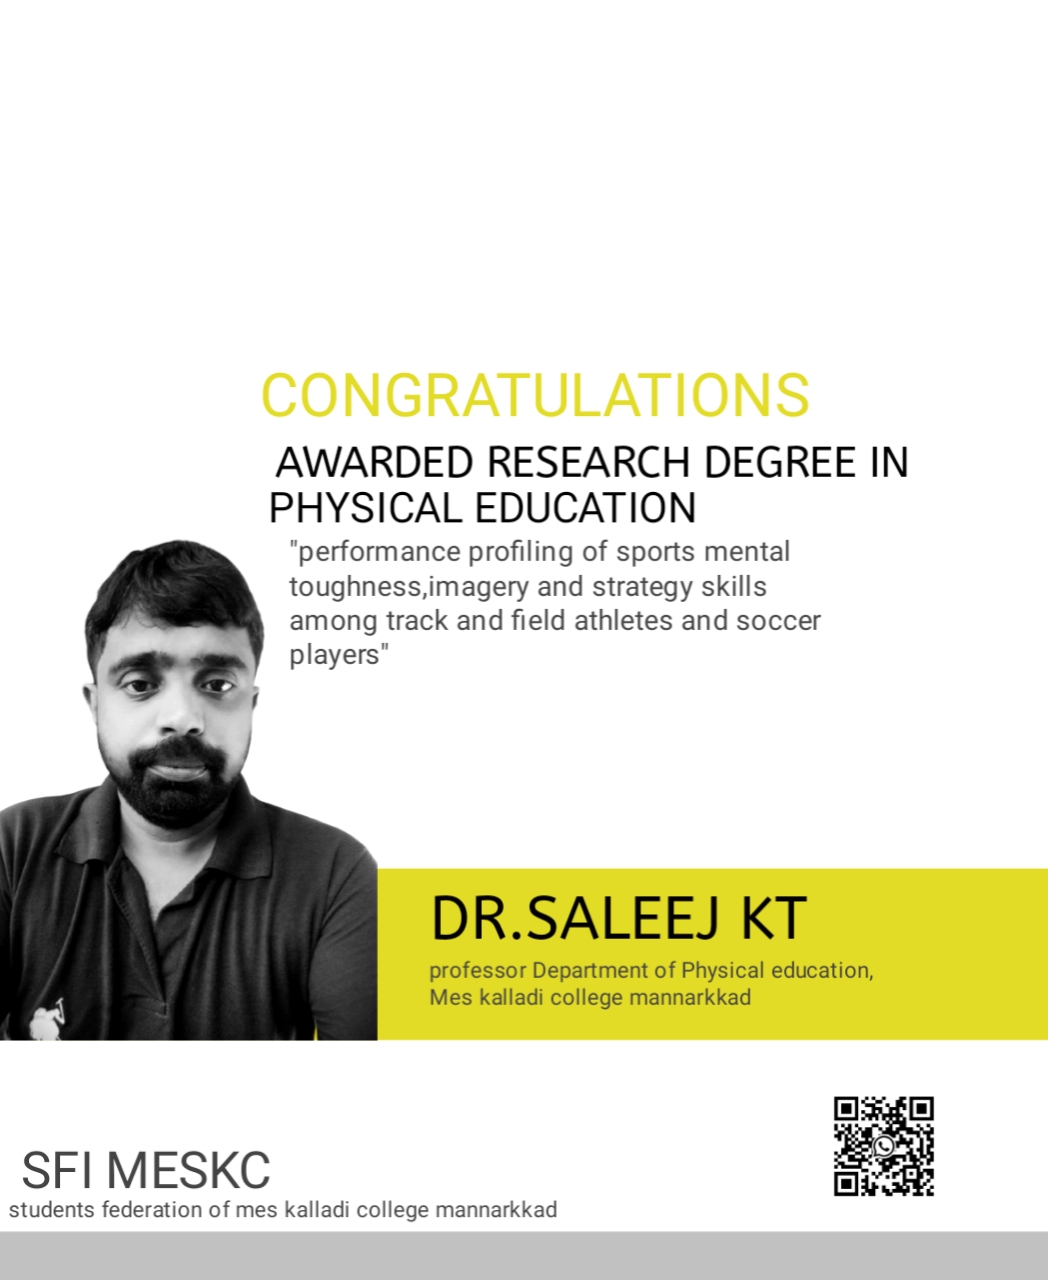 CONGRATULATIONS
AWARDED RESEARCH DEGREE IN
PHYSICAL EDUCATION
"performance profiling of sports mental
toughness,imagery and strategy skills
among track and field athletes and soccer
players"
DR.SALEEJ KT
professor Department of Physical education,
Mes kalladi college mannarkkad
SFI MESKC
students federation of mes kalladi college mannarkkad